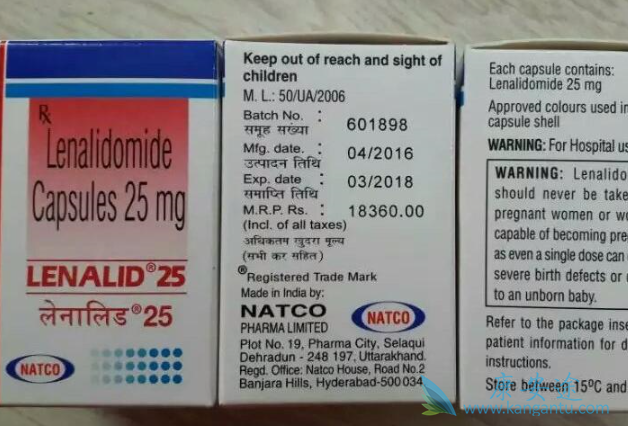 Rx
Lenalidomide
Capsules 25 mg
LENALID®25
लेनालिड®25
NATCO
Keep out of reach and sight of
children
M. L.: 50/UA/2006
Batch No. :
समूह संख्या
601898
Mfg. date. :
उत्पादन तिथि
04/2016
Exp. date :
समाप्ति तिथि
03/2018
M.R.P. Rs. :
18360.00
(Incl. of all taxes)
अधिकतम खुदरा मूल्य
(सभी कर सहित)
®Registered Trade Mark
Made in India by:
NATCO
PHARMA LIMITED
NATCO
Plot No. 19, Pharma City, Selaqui
Dehradun - 248 197, Uttarakhand.
Regd. Office: Natco House, Road No.2
Banjara Hills, Hyderabad-500 034
Each capsule contains:
Lenalidomide 25 mg
Approved colours used in
capsule shell
WARNING: For Hospital us
WARNING: Lenalido
should never be take
pregnant women or wo
capable of becoming pre
as even a single dose can
severe birth defects or
to an unborn baby.
Refer to the package inse
patient information for d
instructions.
Store between 15ºC and
康安途
www.kangantu.com